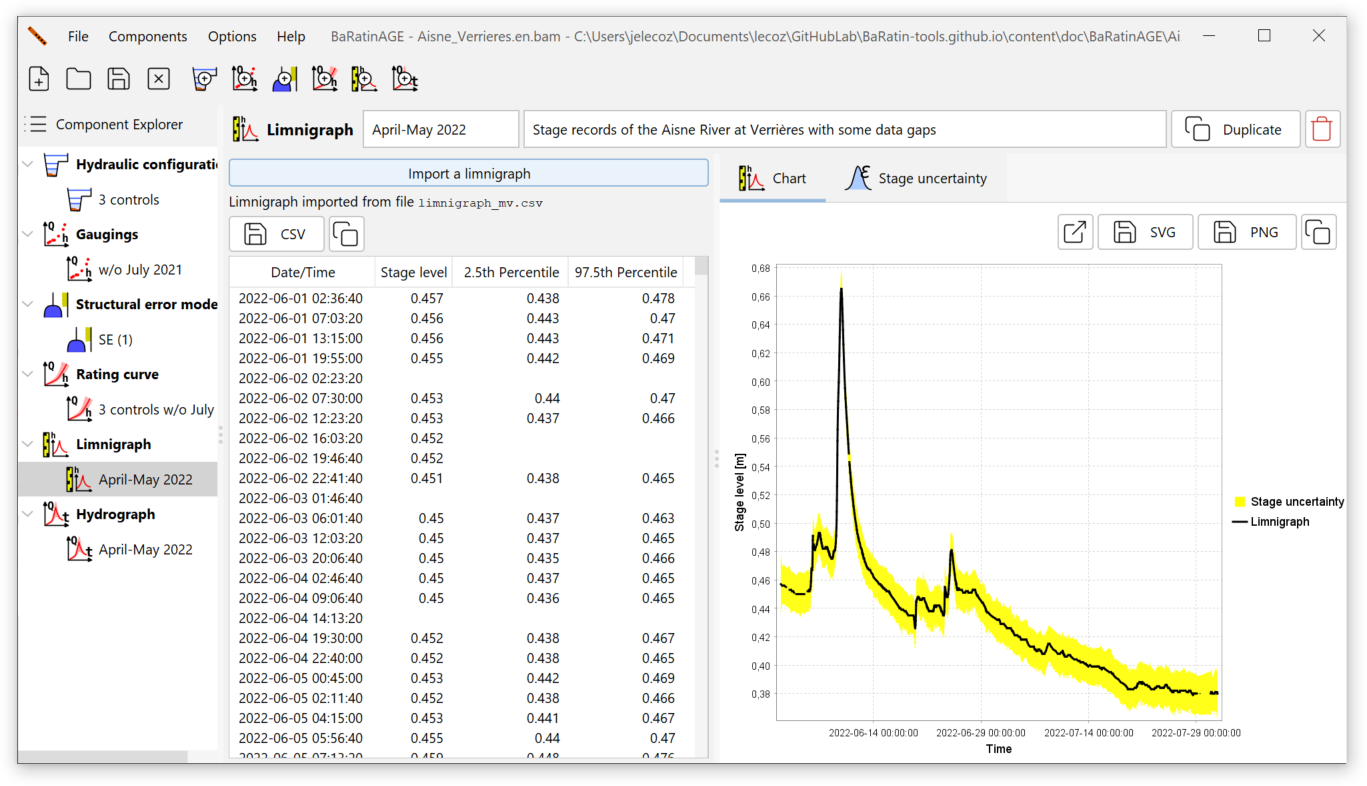 File Components Options Help BaRatinAGE - Aisne_Verrieres.en.bam - C:\Users\jelecoz\Documents\lecoz\GitHubLab\BaRatin-tools.github.io\content\doc\BaRatinAGE\Ai
Component Explorer
Hydraulic configurati
3 controls
Gaugings
w/o July 2021
Structural error mode
SE (1)
Rating curve
3 controls w/o July
Limnigraph
April-May 2022
Hydrograph
April-May 2022
Limnigraph April-May 2022 Stage records of the Aisne River at Verrières with some data gaps Duplicate
Import a limnigraph
Limnigraph imported from file limnigraph_mv.csv
CSV
Date/Time Stage level 2.5th Percentile 97.5th Percentile
2022-06-01 02:36:40 0.457 0.438 0.478
2022-06-01 07:03:20 0.456 0.443 0.47
2022-06-01 13:15:00 0.456 0.443 0.471
2022-06-01 19:55:00 0.455 0.442 0.469
2022-06-02 02:23:20
2022-06-02 07:30:00 0.453 0.44 0.47
2022-06-02 12:23:20 0.453 0.437 0.466
2022-06-02 16:03:20 0.452
2022-06-02 19:46:40 0.452
2022-06-02 22:41:40 0.451 0.438 0.465
2022-06-03 01:46:40
2022-06-03 06:01:40 0.45 0.437 0.463
2022-06-03 12:03:20 0.45 0.437 0.465
2022-06-03 20:06:40 0.45 0.435 0.466
2022-06-04 02:46:40 0.45 0.437 0.465
2022-06-04 09:06:40 0.45 0.436 0.465
2022-06-04 14:13:20
2022-06-04 19:30:00 0.452 0.438 0.467
2022-06-04 22:40:00 0.452 0.438 0.465
2022-06-05 00:45:00 0.453 0.442 0.469
2022-06-05 02:11:40 0.452 0.438 0.466
2022-06-05 04:15:00 0.453 0.441 0.467
2022-06-05 05:56:40 0.455 0.44 0.47
2022-06-05 07:13:20 0.459 0.448 0.476
Chart Stage uncertainty
SVG PNG
0,68
0,66
0,64
0,62
0,60
0,58
0,56
0,54
0,52
0,50
0,48
0,46
0,44
0,42
0,40
0,38
Stage level [m]
2022-06-14 00:00:00 2022-06-29 00:00:00 2022-07-14 00:00:00 2022-07-29 00:00:00
Time
Stage uncertainty
Limnigraph